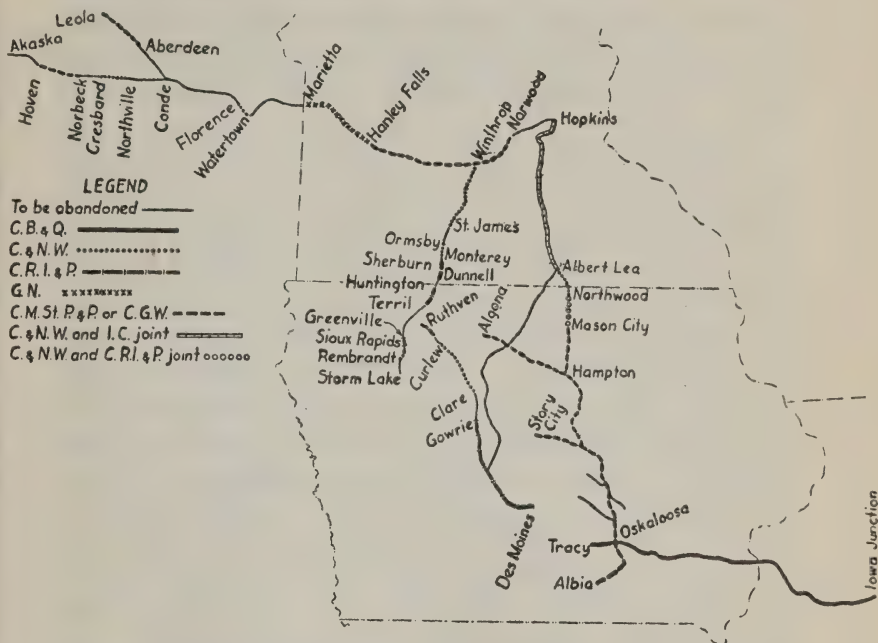 Leola
Akaska
Aberdeen
Hoven
Norbeck
Cresbard
Northville
Conde
Florence
Watertown
Marietta
Hanley Falls
Winthrop
Norwood
Hopkins
LEGEND
To be abandoned
C.B.& Q.
C.& N.W.
C.R.I.& P.
G.N. xxxxxxxxxx
C.M. St. P.& P. or C.G.W.
C.& N.W. and I.C. joint
C.& N.W. and C.R.I.& P. joint oooooo
St. James
Ormsby
Monterey
Sherburn
Dunnell
Huntington
Terril
Albert Lea
Northwood
Mason City
Hampton
Greenville
Sioux Rapids
Rembrandt
Storm Lake
Ruthven
Curlew
Algona
Clare
Gowrie
Story City
Des Moines
Oskaloosa
Tracy
Albia
Iowa Junction